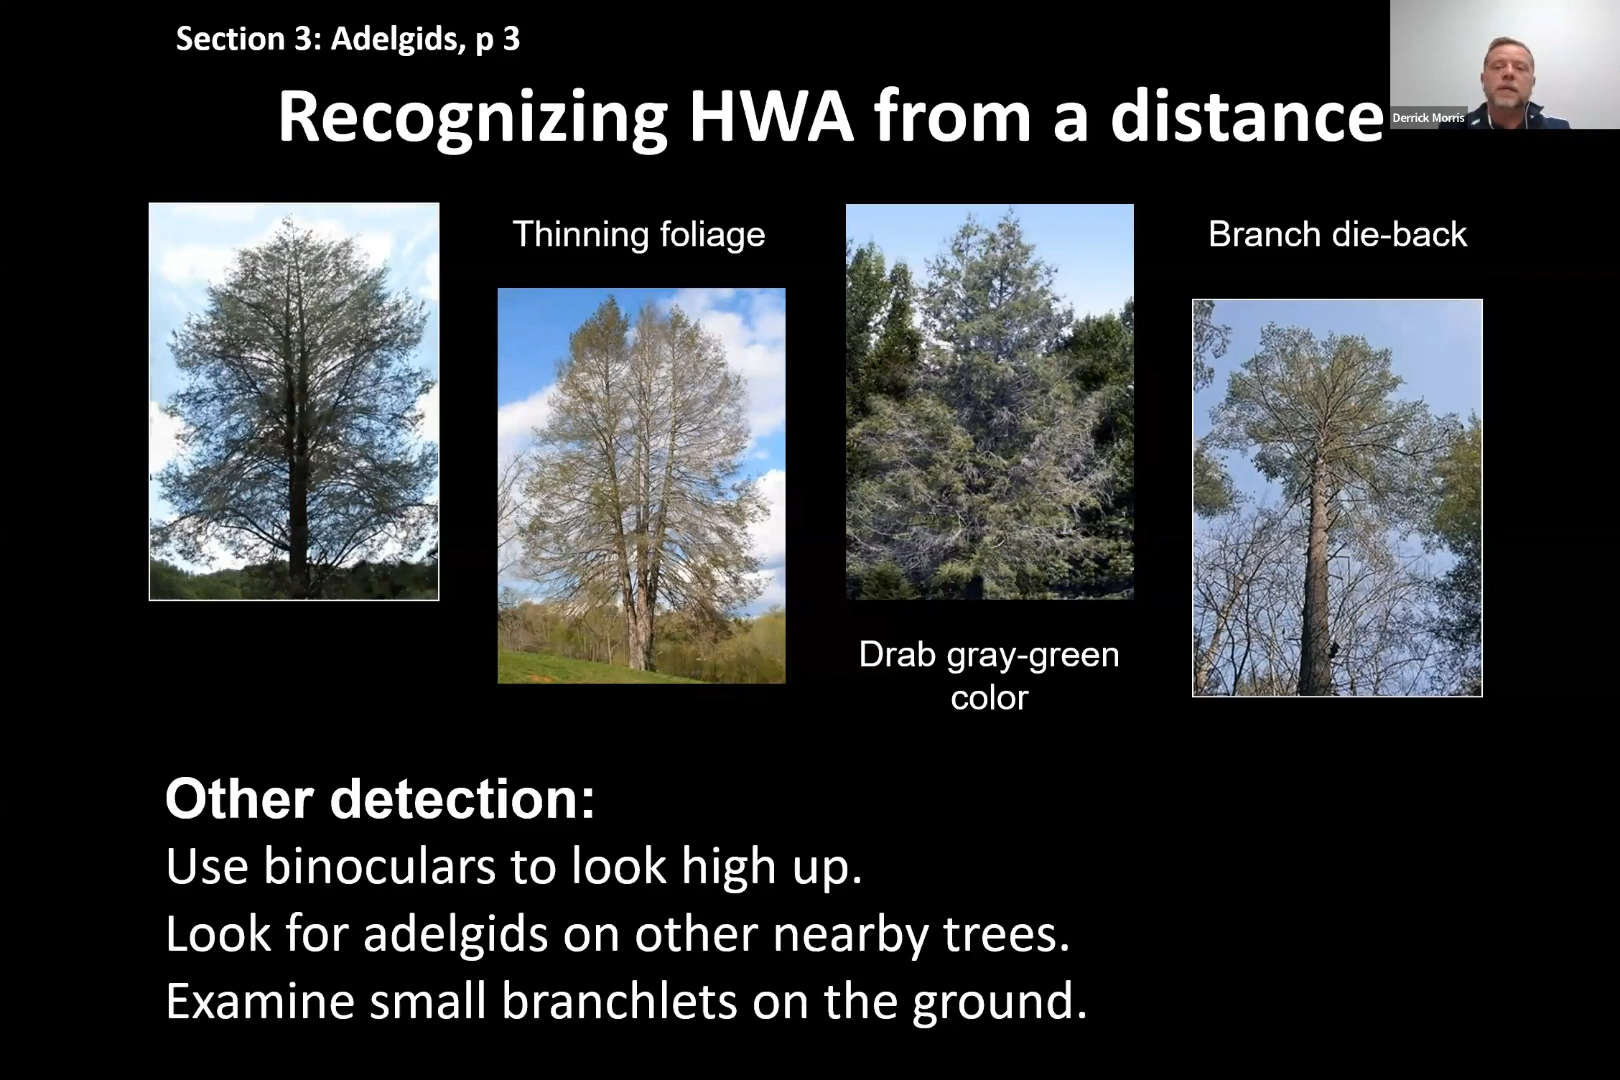 Section 3: Adelgids, p 3
Recognizing HWA from a distance
Derrick Morris
Thinning foliage
Branch die-back
Drab gray-green
color
Other detection:
Use binoculars to look high up.
Look for adelgids on other nearby trees.
Examine small branchlets on the ground.